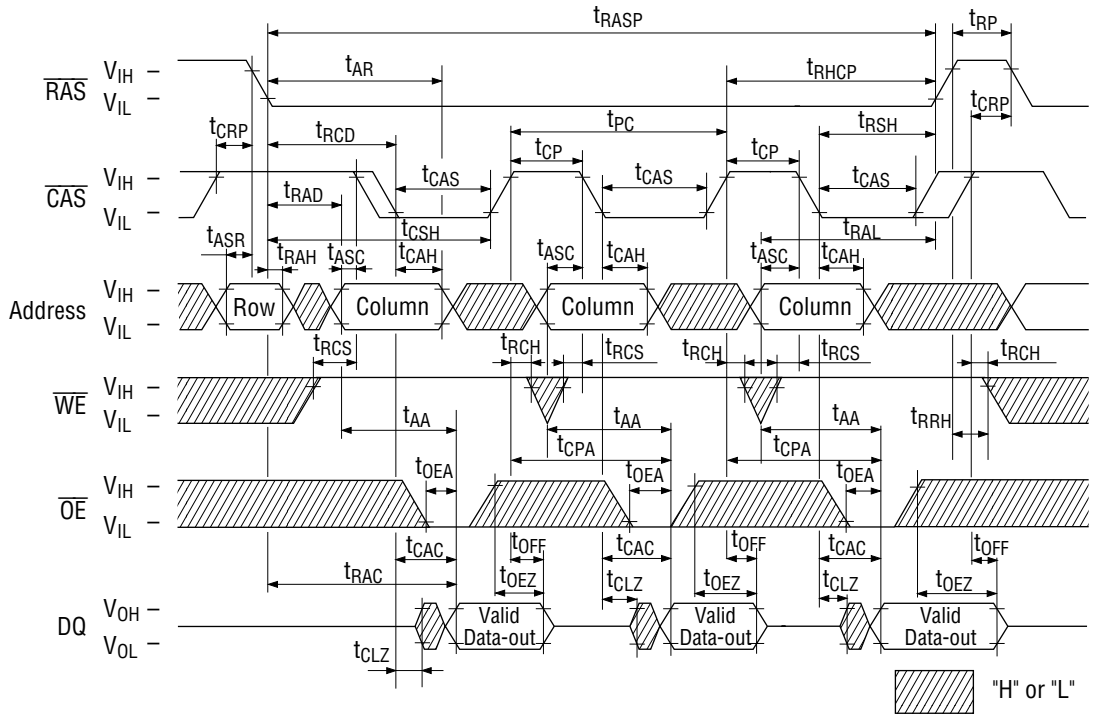 tRASP tRP
tAR tRHCP
RAS VIH
VIL
tCRP tRCD tPC tRSH tCRP
tCP tCP
CAS VIH tCAS tCAS tCAS
VIL tRAD
tCSH tRAL
tASR tRAH tASC tCAH tASC tCAH tASC tCAH
Address VIH Row Column Column Column
VIL
tRCS tRCH tRCS tRCH tRCS tRCH
WE VIH
VIL
tAA tAA tAA tRRH
tCPA tCPA
tOEA tOEA tOEA
OE VIH
VIL
tCAC tOFF tCAC tOFF tCAC tOFF
tRAC tOEZ tCLZ tOEZ tCLZ tOEZ
DQ VOH Valid Data-out Valid Data-out Valid Data-out
VOL
tCLZ
"H" or "L"